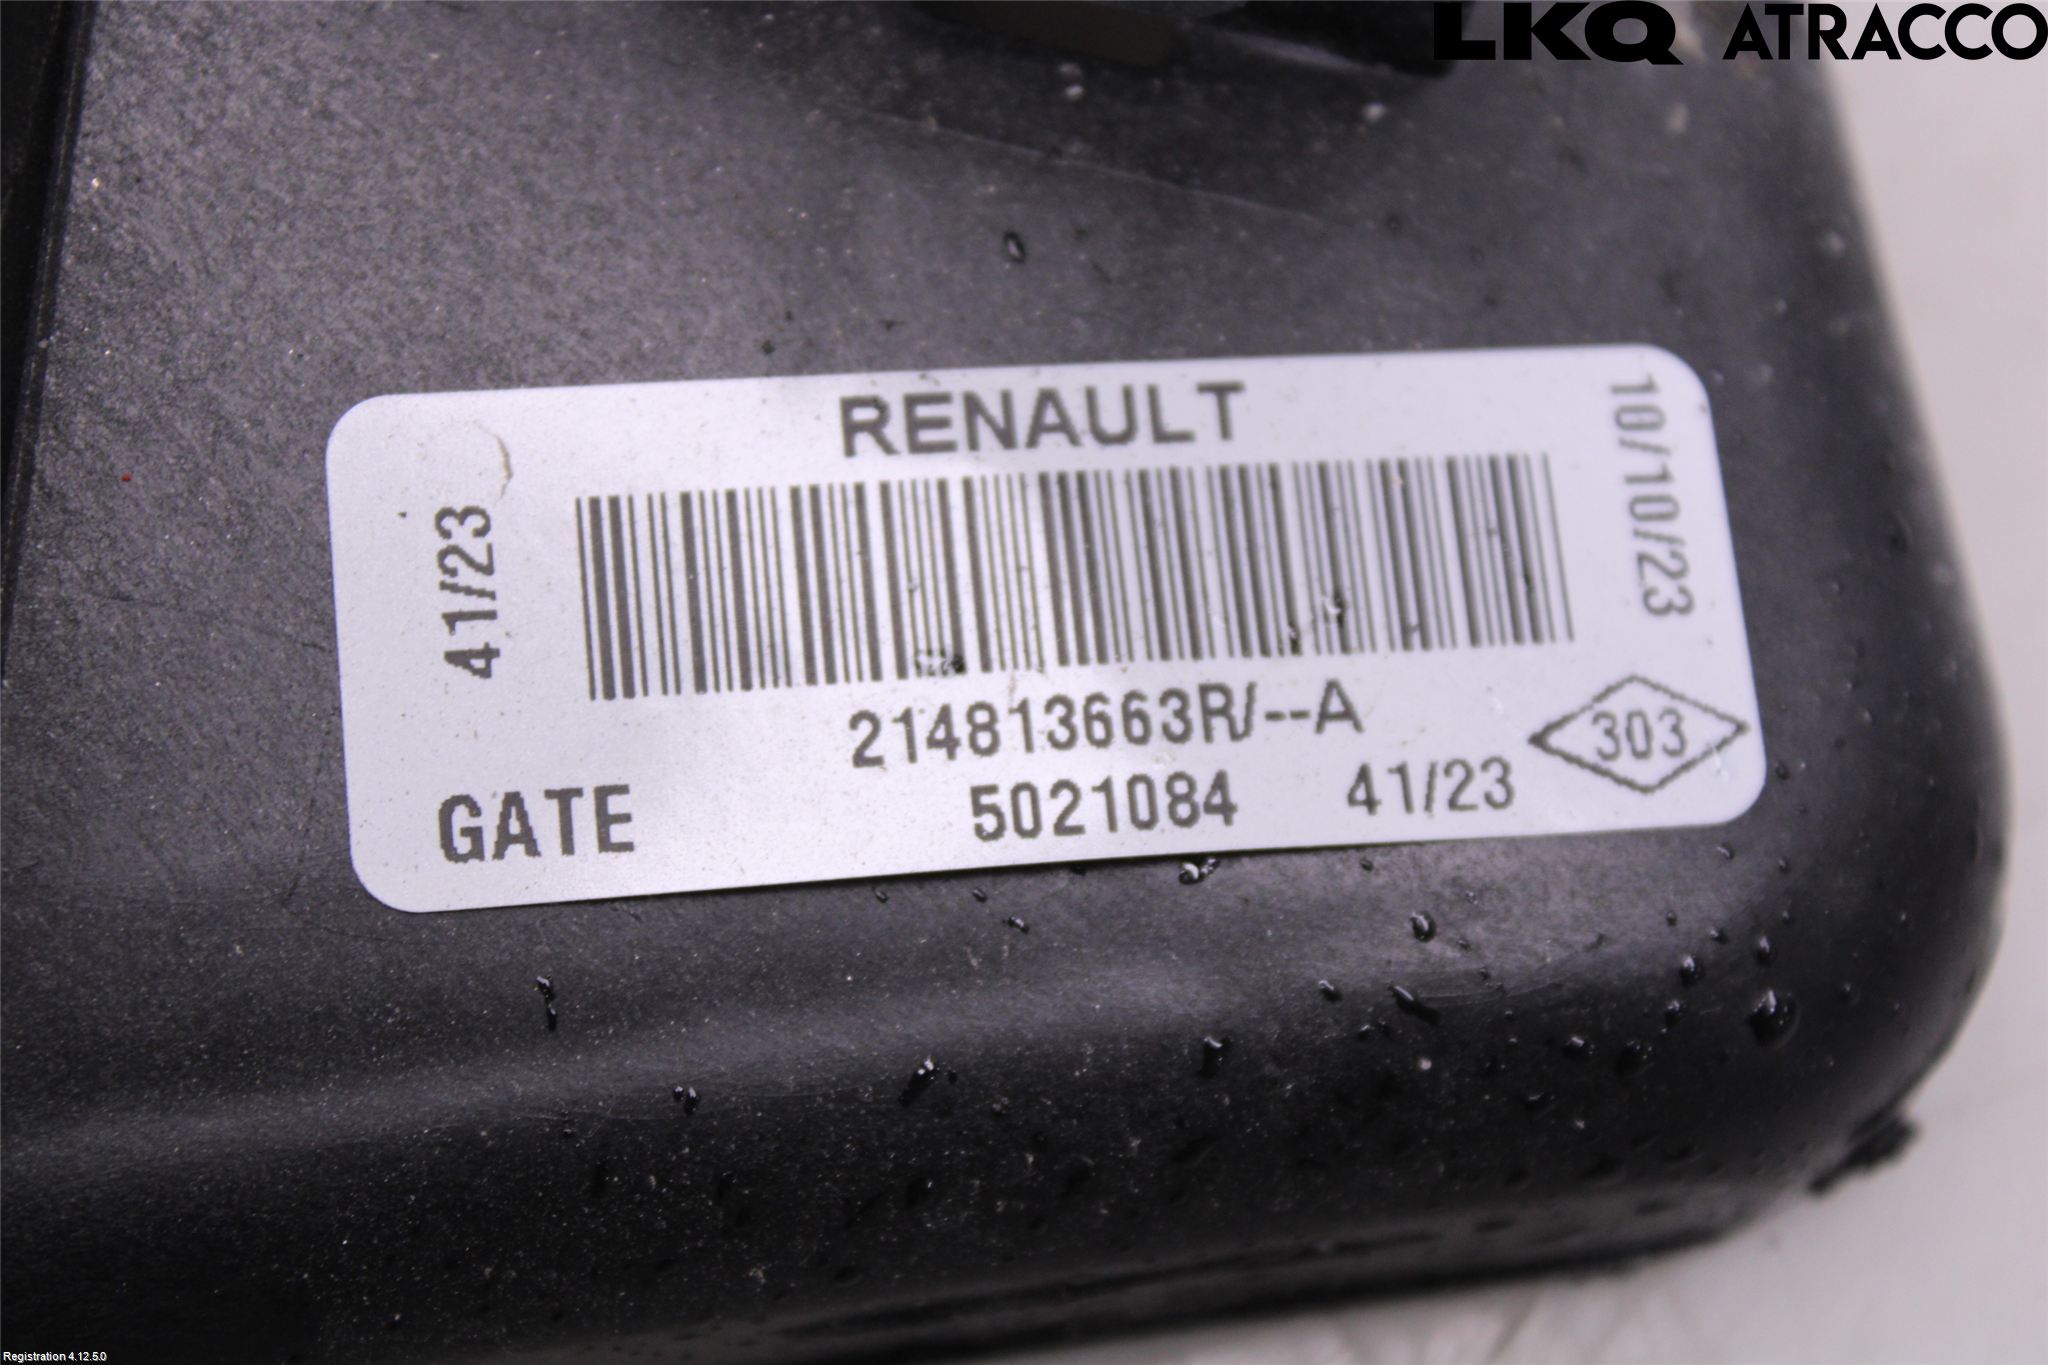 LKQ ATRACCO
RENAULT
41/23
10/10/23
214813663R/--A
303
GATE 5021084 41/23
Registration 4.12.5.0